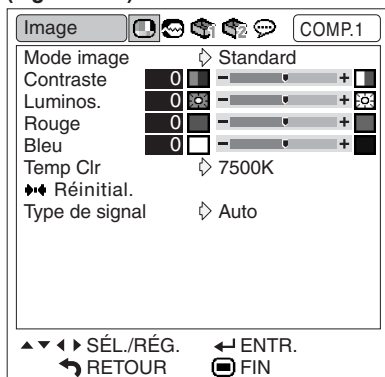 Image COMP.1
Mode image Standard
Contraste 0 - +
Luminos. 0 - +
Rouge 0 - +
Bleu 0 - +
Temp Clr 7500K
Réinitial.
Type de signal Auto
SÉL./RÉG. ENTR.
RETOUR FIN